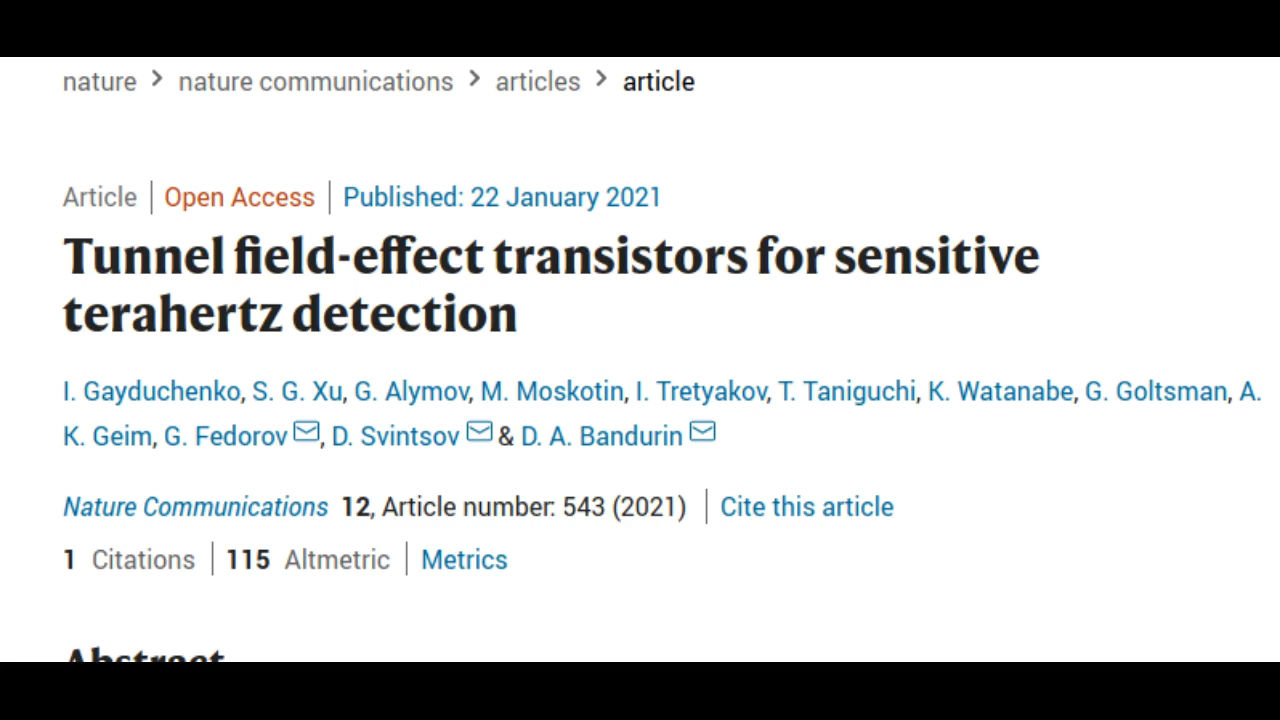 nature > nature communications > articles > article
Article | Open Access | Published: 22 January 2021
Tunnel field-effect transistors for sensitive
terahertz detection
I. Gayduchenko, S. G. Xu, G. Alymov, M. Moskotin, I. Tretyakov, T. Taniguchi, K. Watanabe, G. Goltsman, A.
K. Geim, G. Fedorov, D. Svintsov & D. A. Bandurin
Nature Communications 12, Article number: 543 (2021) | Cite this article
1 Citations | 115 Altmetric | Metrics
Abstract